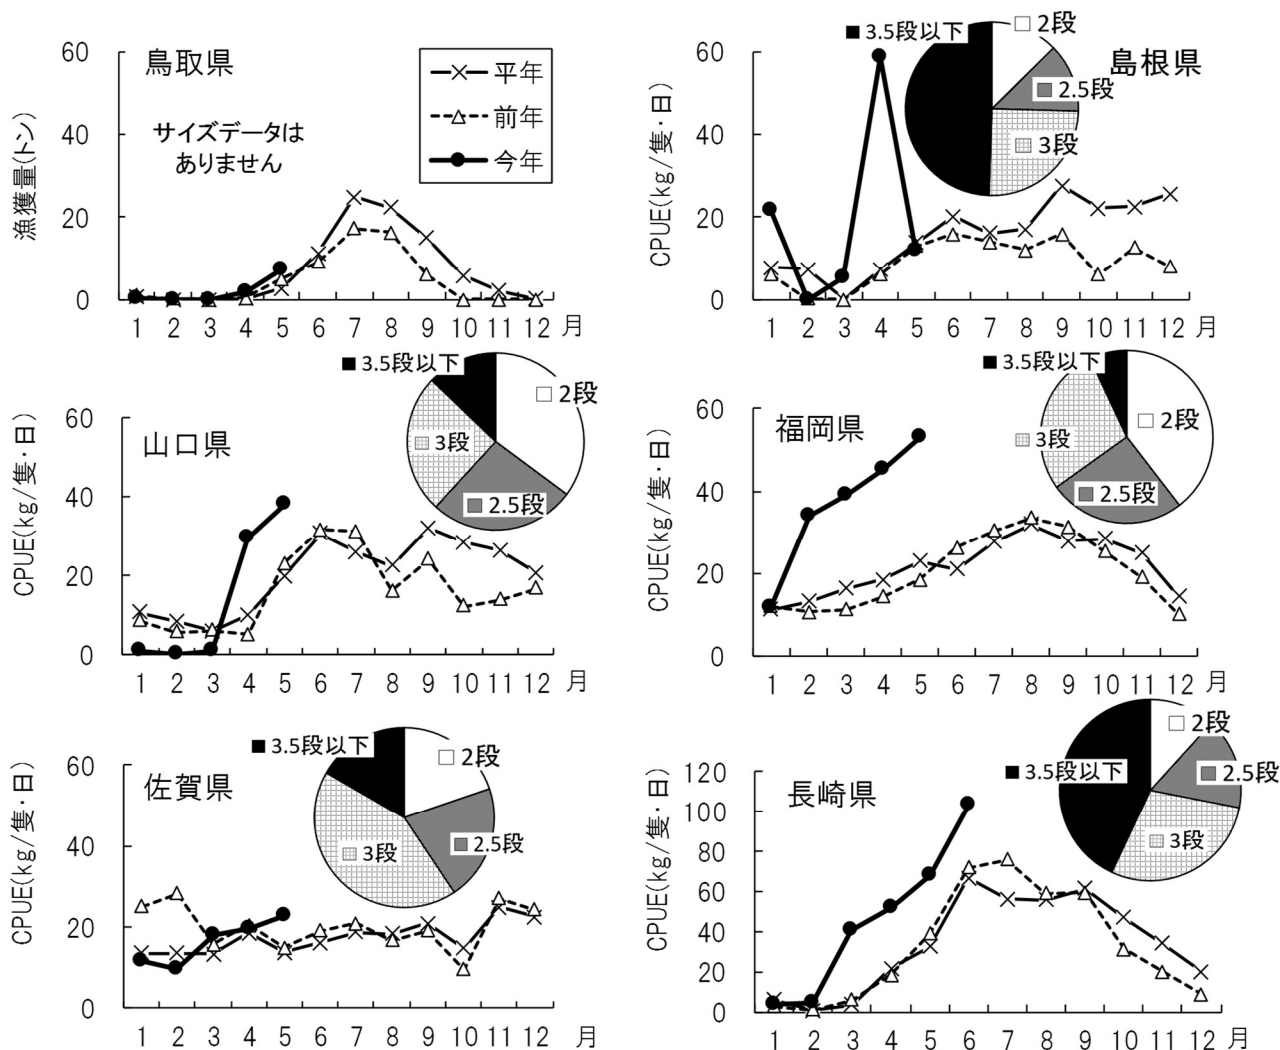 鳥取県
サイズデータは
ありません
平年
前年
今年
漁獲量(トン)
60
40
20
0
1 2 3 4 5 6 7 8 9 10 11 12 月
島根県
■ 3.5段以下
□ 2段
■ 2.5段
3段
CPUE(kg/隻・日)
60
40
20
0
1 2 3 4 5 6 7 8 9 10 11 12 月
山口県
■ 3.5段以下
□ 2段
3段
■ 2.5段
CPUE(kg/隻・日)
60
40
20
0
1 2 3 4 5 6 7 8 9 10 11 12 月
福岡県
■ 3.5段以下
□ 2段
3段
■ 2.5段
CPUE(kg/隻・日)
60
40
20
0
1 2 3 4 5 6 7 8 9 10 11 12 月
佐賀県
■ 3.5段以下
□ 2段
■ 2.5段
3段
CPUE(kg/隻・日)
60
40
20
0
1 2 3 4 5 6 7 8 9 10 11 12 月
長崎県
■ 3.5段以下
□ 2段
■ 2.5段
3段
CPUE(kg/隻・日)
120
100
80
60
40
20
0
1 2 3 4 5 6 7 8 9 10 11 12 月